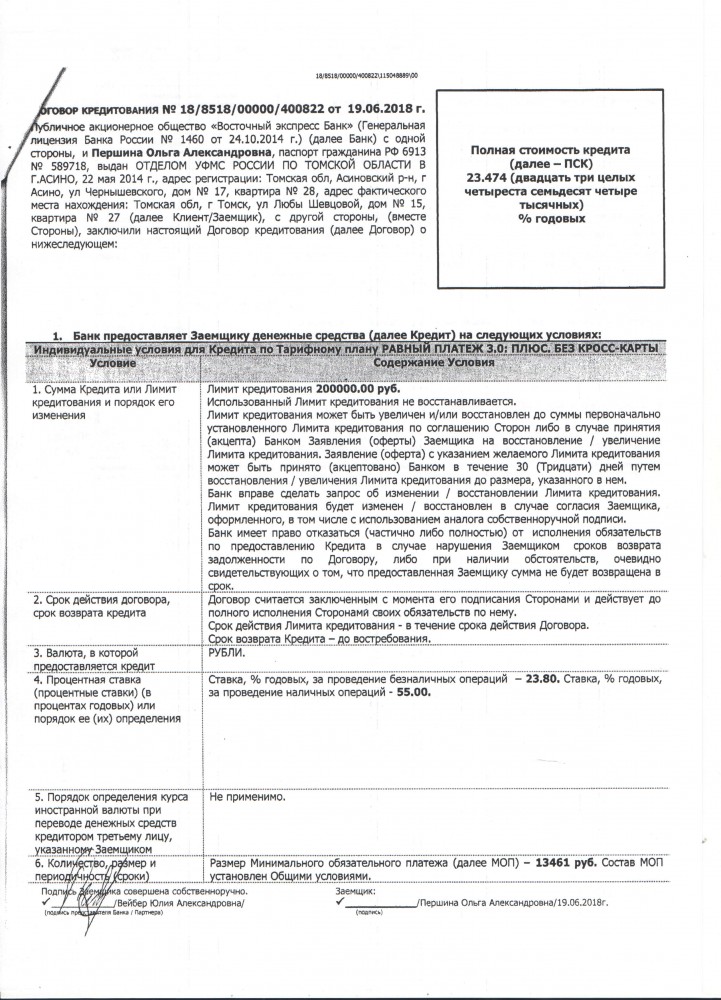 18/8518/00000/400822\115048889\00
ОГОВОР КРЕДИТОВАНИЯ № 18/8518/00000/400822 от 19.06.2018 г.
Публичное акционерное общество «Восточный экспресс Банк» (Генеральная
лицензия Банка России № 1460 от 24.10.2014 г.) (далее Банк) с одной
стороны, и Першина Ольга Александровна, паспорт гражданина РФ 6913
№ 589718, выдан ОТДЕЛОМ УФМС РОССИИ ПО ТОМСКОЙ ОБЛАСТИ В
Г.АСИНО, 22 мая 2014 г., адрес регистрации: Томская обл, Асиновский р-н, г
Асино, ул Чернышевского, дом № 17, квартира № 28, адрес фактического
места нахождения: Томская обл, г Томск, ул Любы Шевцовой, дом № 15,
квартира № 27 (далее Клиент/Заемщик), с другой стороны, (вместе
Стороны), заключили настоящий Договор кредитования (далее Договор) о
нижеследующем:
Полная стоимость кредита
(далее – ПСК)
23.474 (двадцать три целых
четыреста семьдесят четыре
тысячных)
% годовых
1. Банк предоставляет Заемщику денежные средства (далее Кредит) на следующих условиях:
Индивидуальные условия для Кредита по Тарифному плану РАВНЫЙ ПЛАТЕЖ 3.0: ПЛЮС. БЕЗ КРОСС-КАРТЫ
Условие Содержание Условия
1. Сумма Кредита или Лимит
кредитования и порядок его
изменения
Лимит кредитования 200000.00 руб.
Использованный Лимит кредитования не восстанавливается.
Лимит кредитования может быть увеличен и/или восстановлен до суммы первоначально
установленного Лимита кредитования по соглашению Сторон либо в случае принятия
(акцепта) Банком Заявления (оферты) Заемщика на восстановление / увеличение
Лимита кредитования. Заявление (оферта) с указанием желаемого Лимита кредитования
может быть принято (акцептовано) Банком в течение 30 (Тридцати) дней путем
восстановления / увеличения Лимита кредитования до размера, указанного в нем.
Банк вправе сделать запрос об изменении / восстановлении Лимита кредитования.
Лимит кредитования будет изменен / восстановлен в случае согласия Заемщика,
оформленного, в том числе с использованием аналога собственноручной подписи.
Банк имеет право отказаться (частично либо полностью) от исполнения обязательств
по предоставлению Кредита в случае нарушения Заемщиком сроков возврата
задолженности по Договору, либо при наличии обстоятельств, очевидно
свидетельствующих о том, что предоставленная Заемщику сумма не будет возвращена в
срок.
2. Срок действия договора,
срок возврата кредита
Договор считается заключенным с момента его подписания Сторонами и действует до
полного исполнения Сторонами своих обязательств по нему.
Срок действия Лимита кредитования - в течение срока действия Договора.
Срок возврата Кредита – до востребования.
3. Валюта, в которой
предоставляется кредит
РУБЛИ.
4. Процентная ставка
(процентные ставки) (в
процентах годовых) или
порядок ее (их) определения
Ставка, % годовых, за проведение безналичных операций – 23.80. Ставка, % годовых,
за проведение наличных операций - 55.00.
5. Порядок определения курса
иностранной валюты при
переводе денежных средств
кредитором третьему лицу,
указанному Заемщиком
Не применимо.
6. Количество, размер и
периодичность (сроки)
Размер Минимального обязательного платежа (далее МОП) – 13461 руб. Состав МОП
установлен Общими условиями.
Подпись Заемщика совершена собственноручно.
/Вейбер Юлия Александровна/
(подпись представителя Банка / Партнера)
Заемщик:
/Першина Ольга Александровна/19.06.2018г.
(подпись)